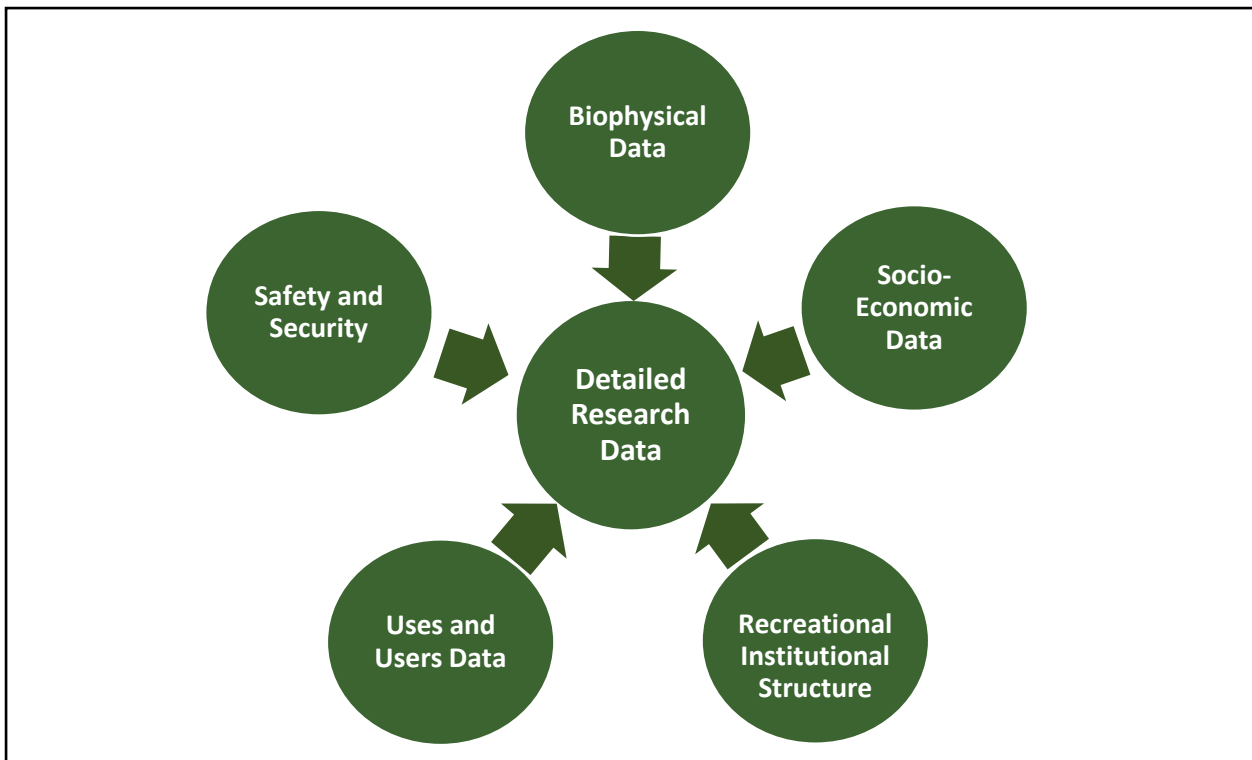 Biophysical
Data
Safety and
Security
Socio-
Economic
Data
Detailed
Research
Data
Uses and
Users Data
Recreational
Institutional
Structure